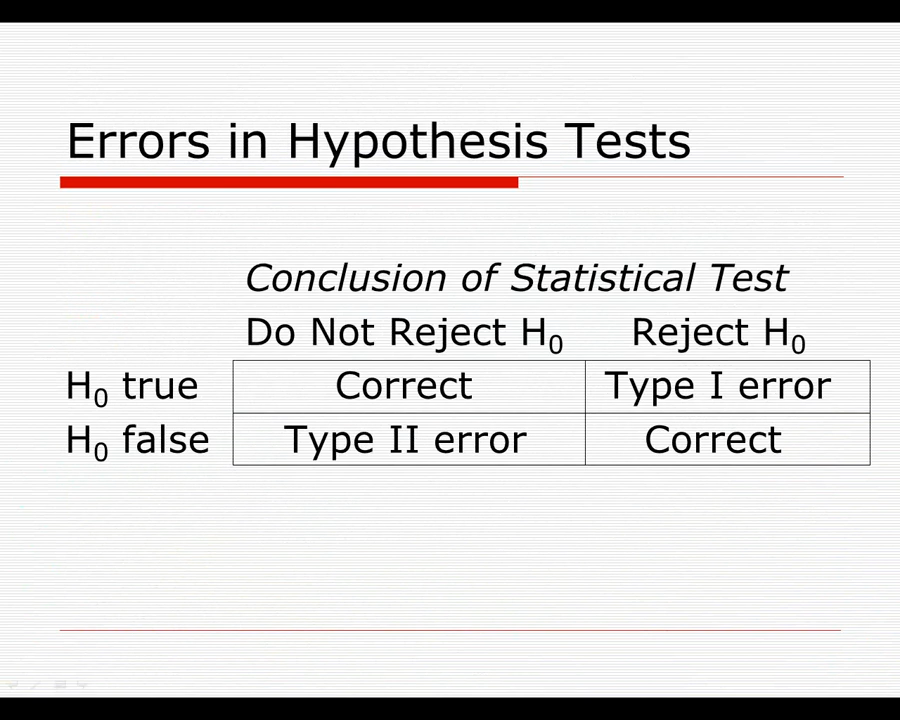 Errors in Hypothesis Tests
Conclusion of Statistical Test
Do Not Reject H₀ Reject H₀
H₀ true Correct Type I error
H₀ false Type II error Correct